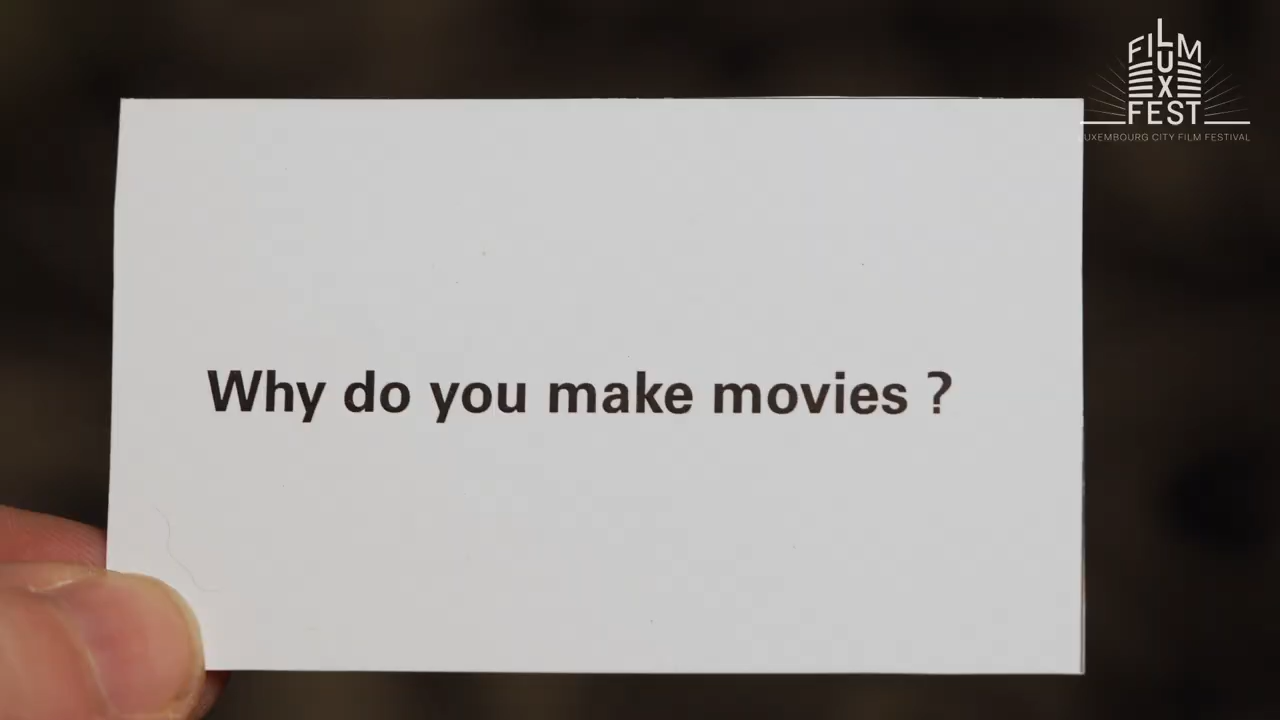 FILM
LUX
FEST
LUXEMBOURG CITY FILM FESTIVAL
Why do you make movies ?